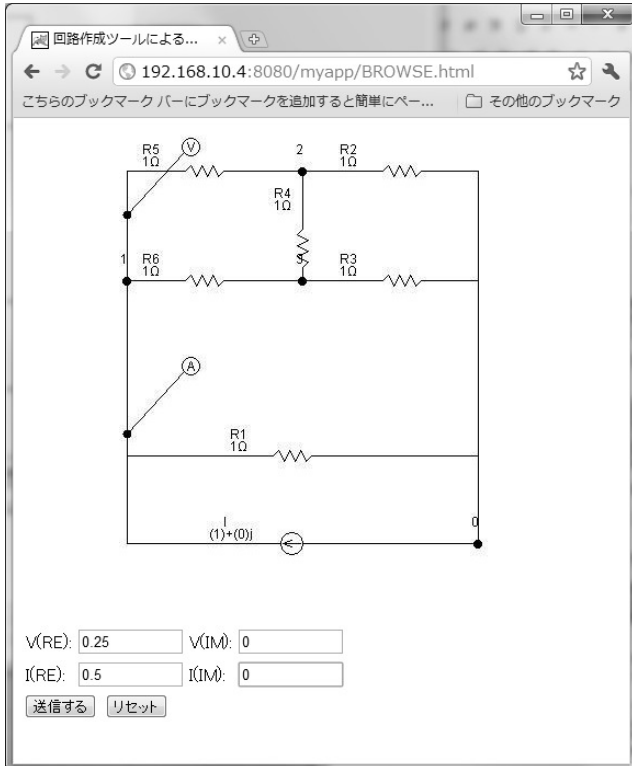 回路作成ツールによる...
192.168.10.4:8080/myapp/BROWSE.html
こちらのブックマーク バーにブックマークを追加すると簡単にペー... その他のブックマーク
R5
1Ω
V
2
R2
1Ω
R4
1Ω
1
R6
1Ω
3
R3
1Ω
A
R1
1Ω
I
(1)+(0)j
0
V(RE): 0.25 V(IM): 0
I(RE): 0.5 I(IM): 0
送信する リセット